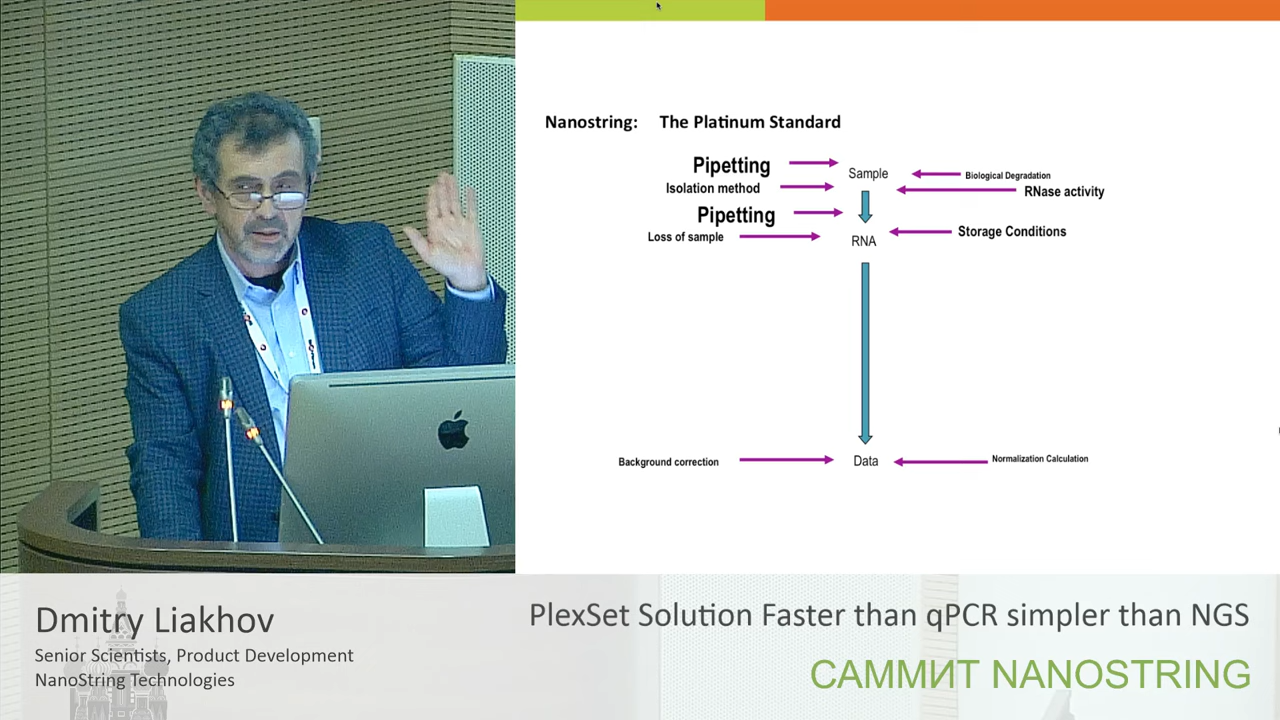 Nanostring: The Platinum Standard
Pipetting
Sample
Biological Degradation
Isolation method
RNase activity
Pipetting
Loss of sample
RNA
Storage Conditions
Background correction
Data
Normalization Calculation
Dmitry Liakhov
Senior Scientists, Product Development
NanoString Technologies
PlexSet Solution Faster than qPCR simpler than NGS
САММИТ NANOSTRING